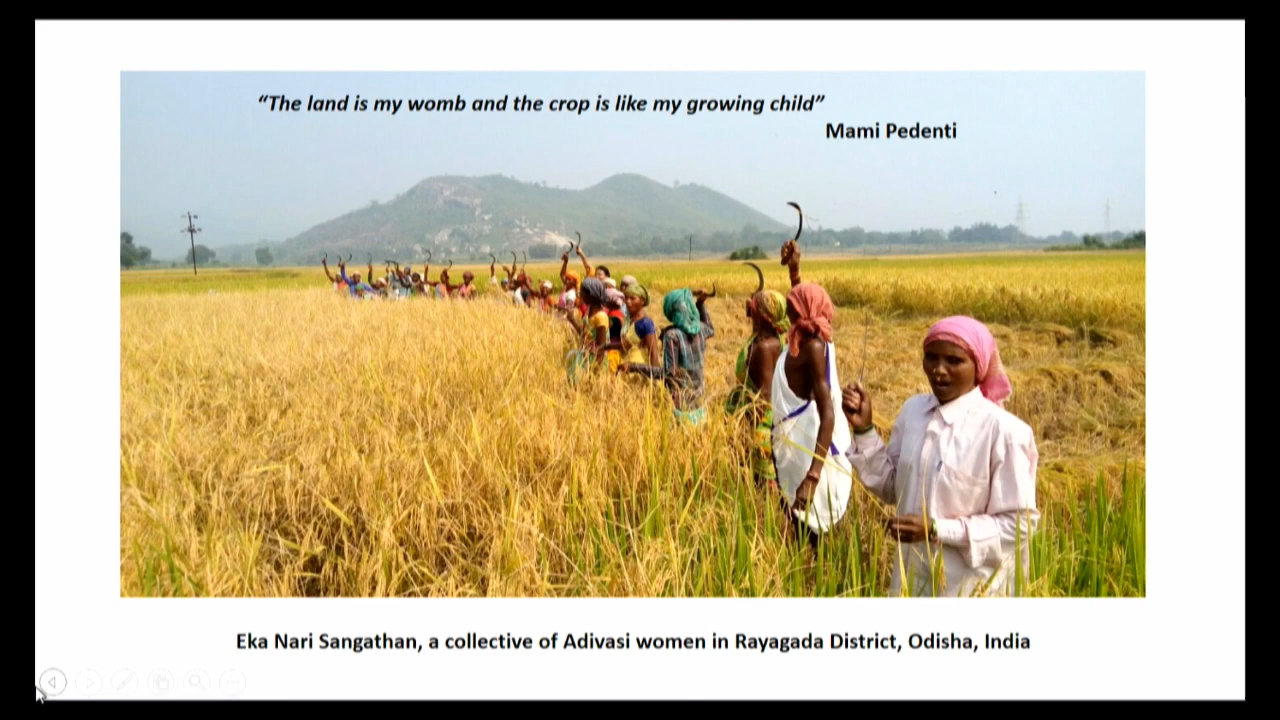 “The land is my womb and the crop is like my growing child”
Mami Pedenti
Eka Nari Sangathan, a collective of Adivasi women in Rayagada District, Odisha, India